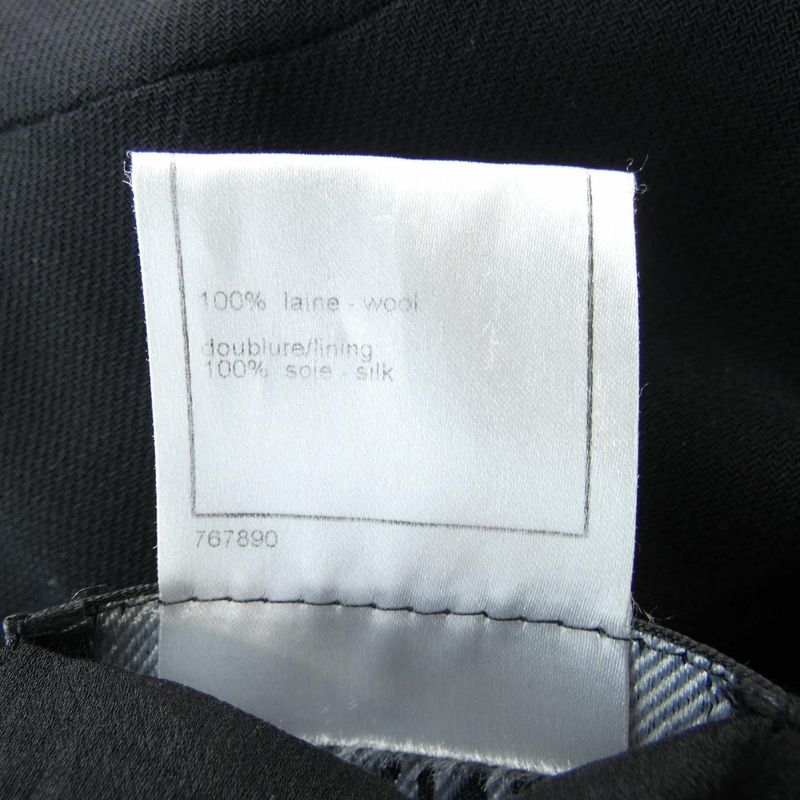 100% laine - wool
doublure/lining:
100% soie - silk
767890